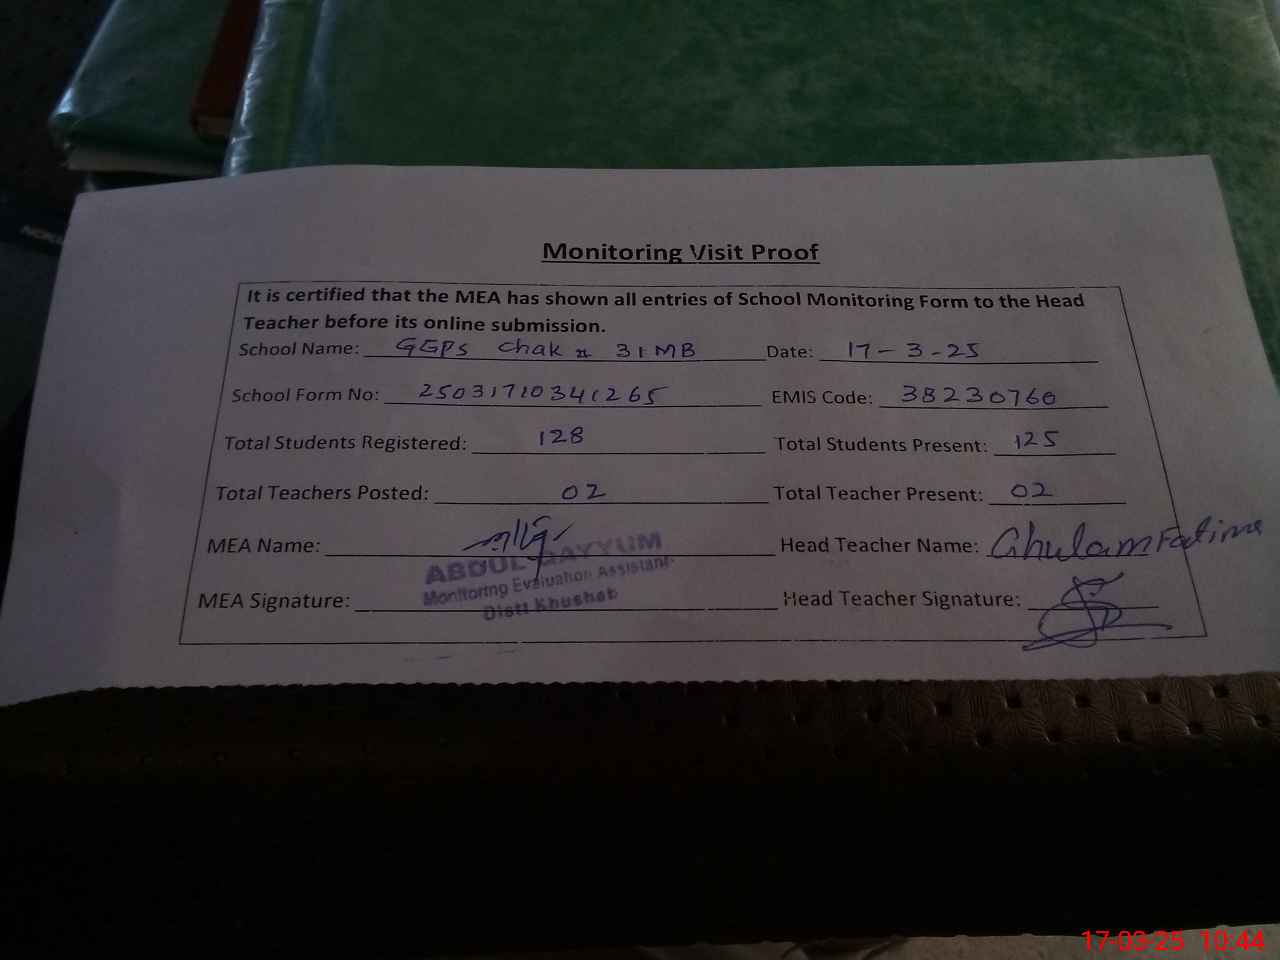 Monitoring Visit Proof
It is certified that the MEA has shown all entries of School Monitoring Form to the Head
Teacher before its online submission.
School Name: GGPS Chak # 31 MB Date: 17-3-25
School Form No: 25031710341265 EMIS Code: 38230760
Total Students Registered: 128 Total Students Present: 125
Total Teachers Posted: 02 Total Teacher Present: 02
MEA Name: Head Teacher Name: Ghulam Fatima
ABDUL QAYYUM
Monitoring Evaluation Assistant
Distt Khushab
MEA Signature: Head Teacher Signature:
17-03-25 10:44